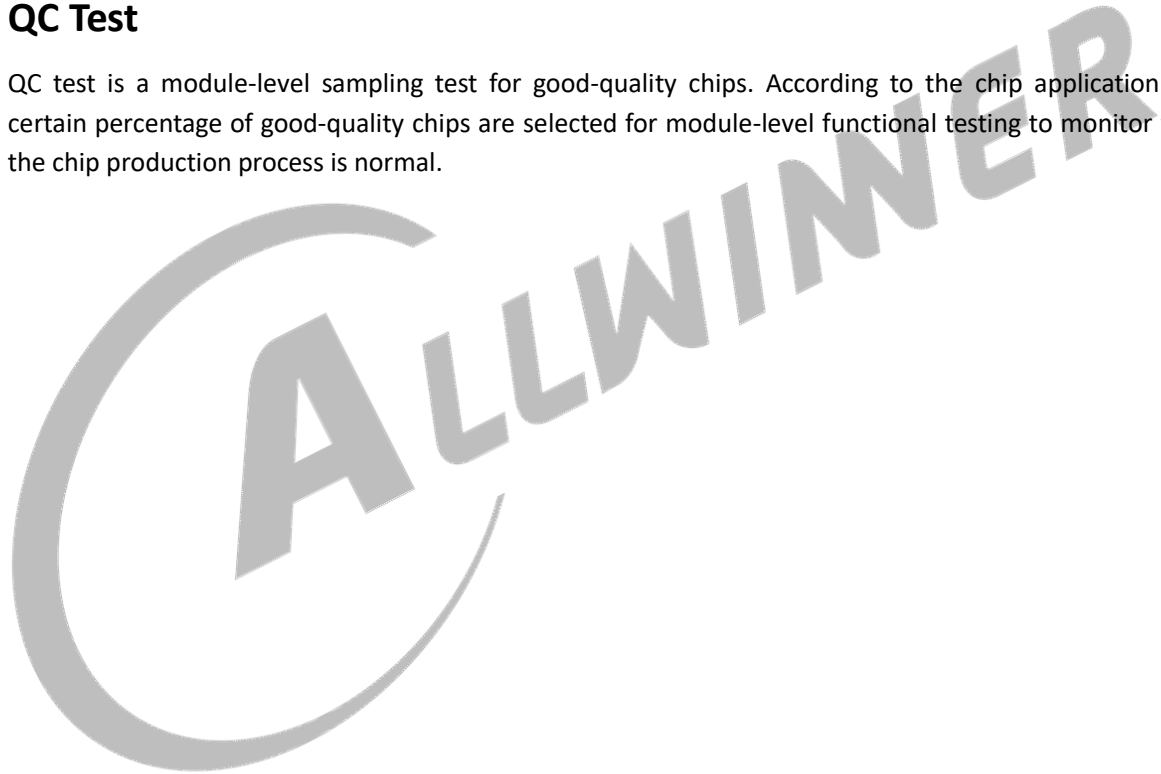 QC Test
QC test is a module-level sampling test for good-quality chips. According to the chip application
certain percentage of good-quality chips are selected for module-level functional testing to monitor
the chip production process is normal.
ALLWINNER